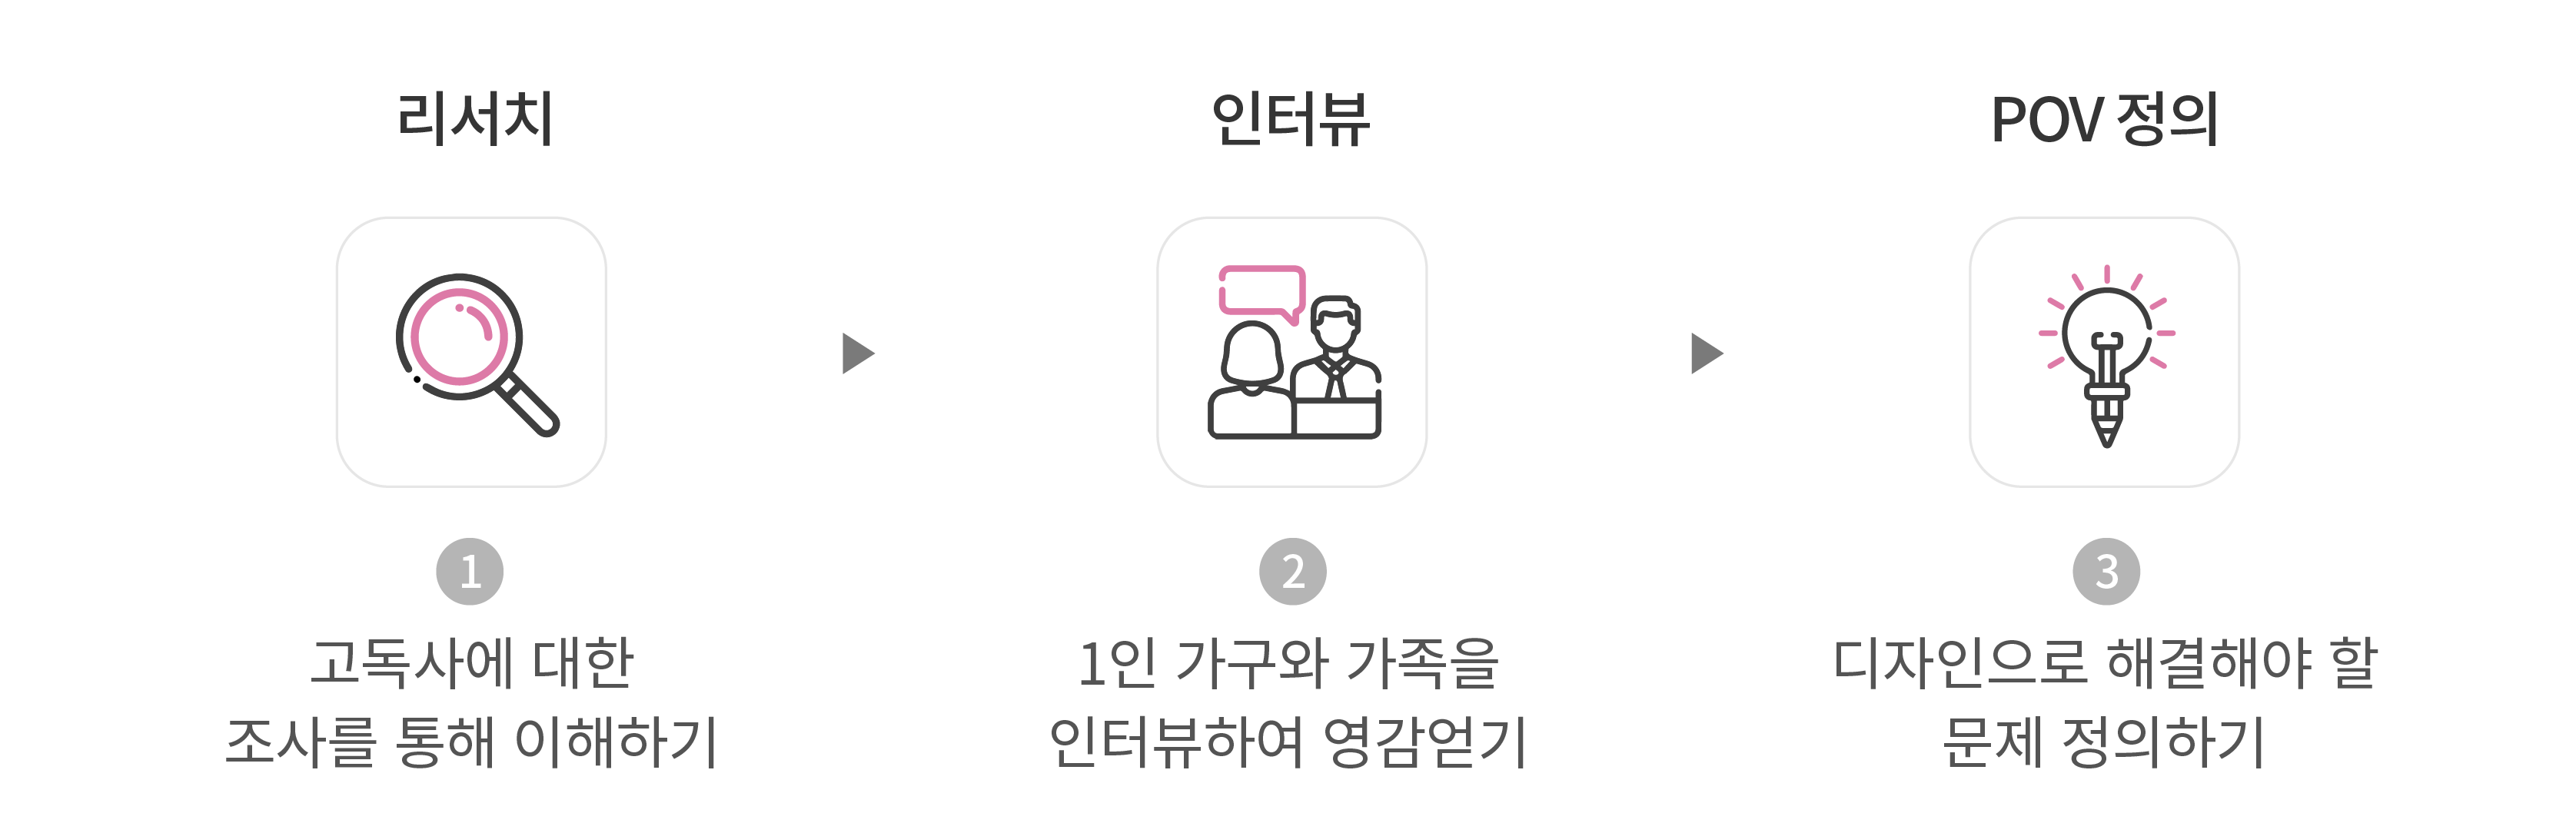 리서치
인터뷰
POV 정의
1
고독사에 대한
조사를 통해 이해하기
2
1인 가구와 가족을
인터뷰하여 영감얻기
3
디자인으로 해결해야 할
문제 정의하기